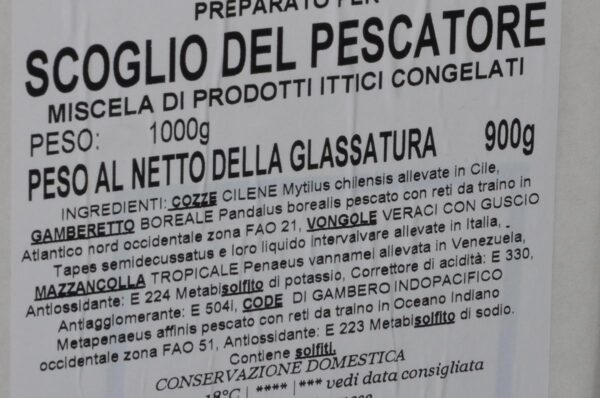 PREPARATO PER
SCOGLIO DEL PESCATORE
MISCELA DI PRODOTTI ITTICI CONGELATI
PESO: 1000g
PESO AL NETTO DELLA GLASSATURA 900g
INGREDIENTI: COZZE CILENE Mytilus chilensis allevate in Cile,
GAMBERETTO BOREALE Pandalus borealis pescato con reti da traino in
Atlantico nord occidentale zona FAO 21, VONGOLE VERACI CON GUSCIO
Tapes semidecussatus e loro liquido intervalvare allevate in Italia,
MAZZANCOLLA TROPICALE Penaeus vannamei allevata in Venezuela,
Antiossidante: E 224 Metabisolfito di potassio, Correttore di acidità: E 330,
Antiagglomerante: E 504i, CODE DI GAMBERO INDOPACIFICO
Metapenaeus affinis pescato con reti da traino in Oceano Indiano
occidentale zona FAO 51, Antiossidante: E 223 Metabisolfito di sodio.
Contiene solfiti.
CONSERVAZIONE DOMESTICA
-18°C | **** | *** vedi data consigliata